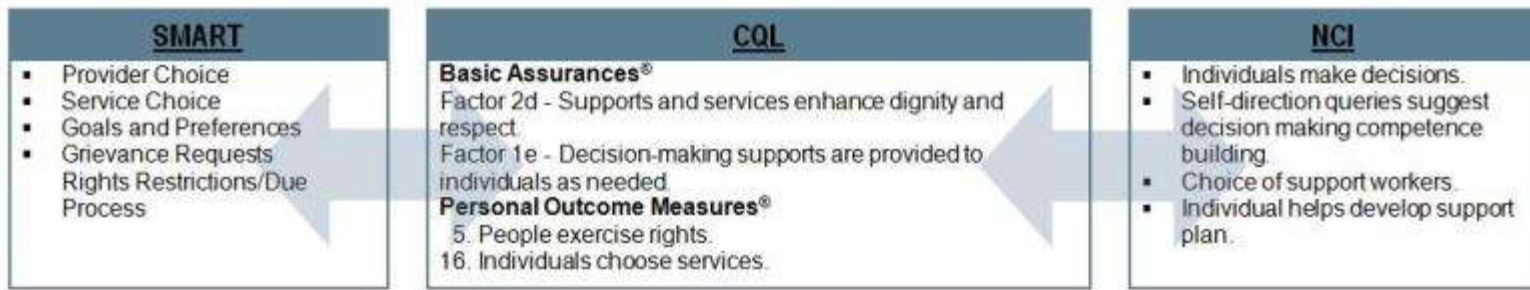 SMART
▪ Provider Choice
▪ Service Choice
▪ Goals and Preferences
▪ Grievance Requests
Rights Restrictions/Due
Process
CQL
Basic Assurances®
Factor 2d - Supports and services enhance dignity and
respect.
Factor 1e - Decision-making supports are provided to
individuals as needed.
Personal Outcome Measures®
5. People exercise rights.
16. Individuals choose services.
NCI
▪ Individuals make decisions.
▪ Self-direction queries suggest
decision making competence
building.
▪ Choice of support workers.
▪ Individual helps develop support
plan.